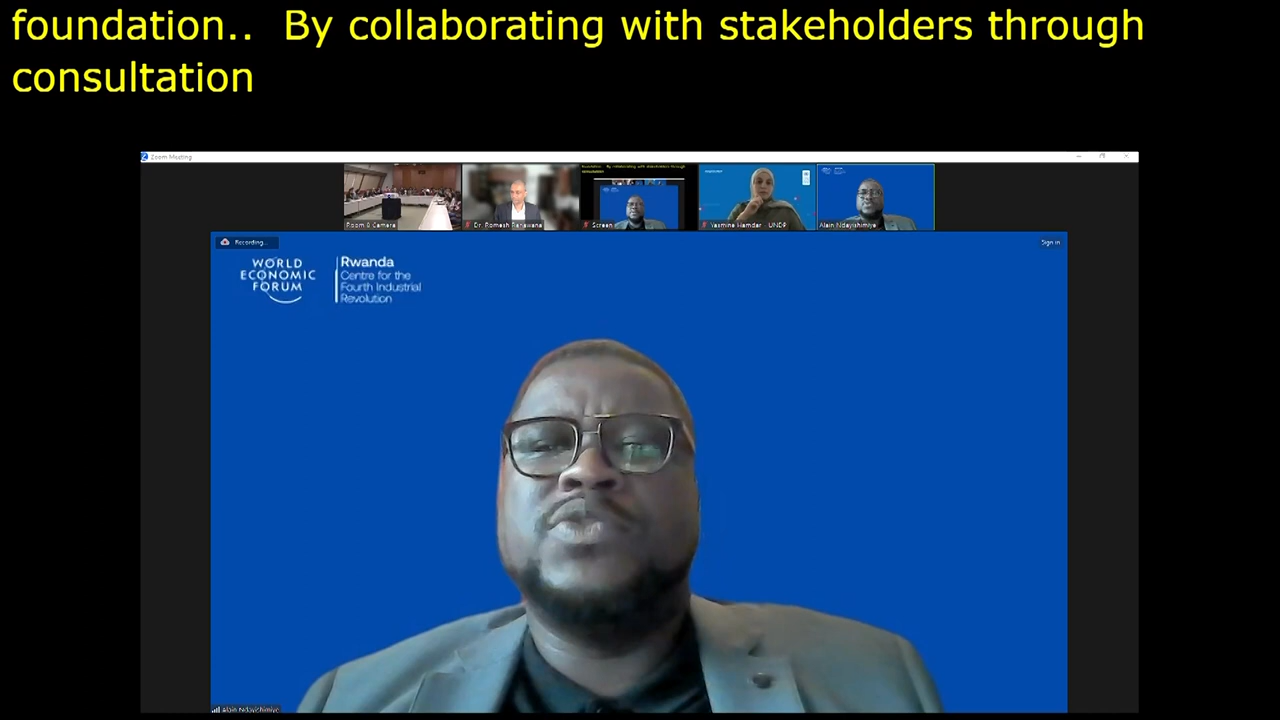 foundation.. By collaborating with stakeholders through
consultation
Zoom Meeting
Room 8 Camera
Dr. Romesh Ranawana
Screen
Yasmine Hamdar - UNDP
Alain Ndayishimiye
Recording...
Sign in
WORLD
ECONOMIC
FORUM
Rwanda
Centre for the
Fourth Industrial
Revolution
Alain Ndayishimiye